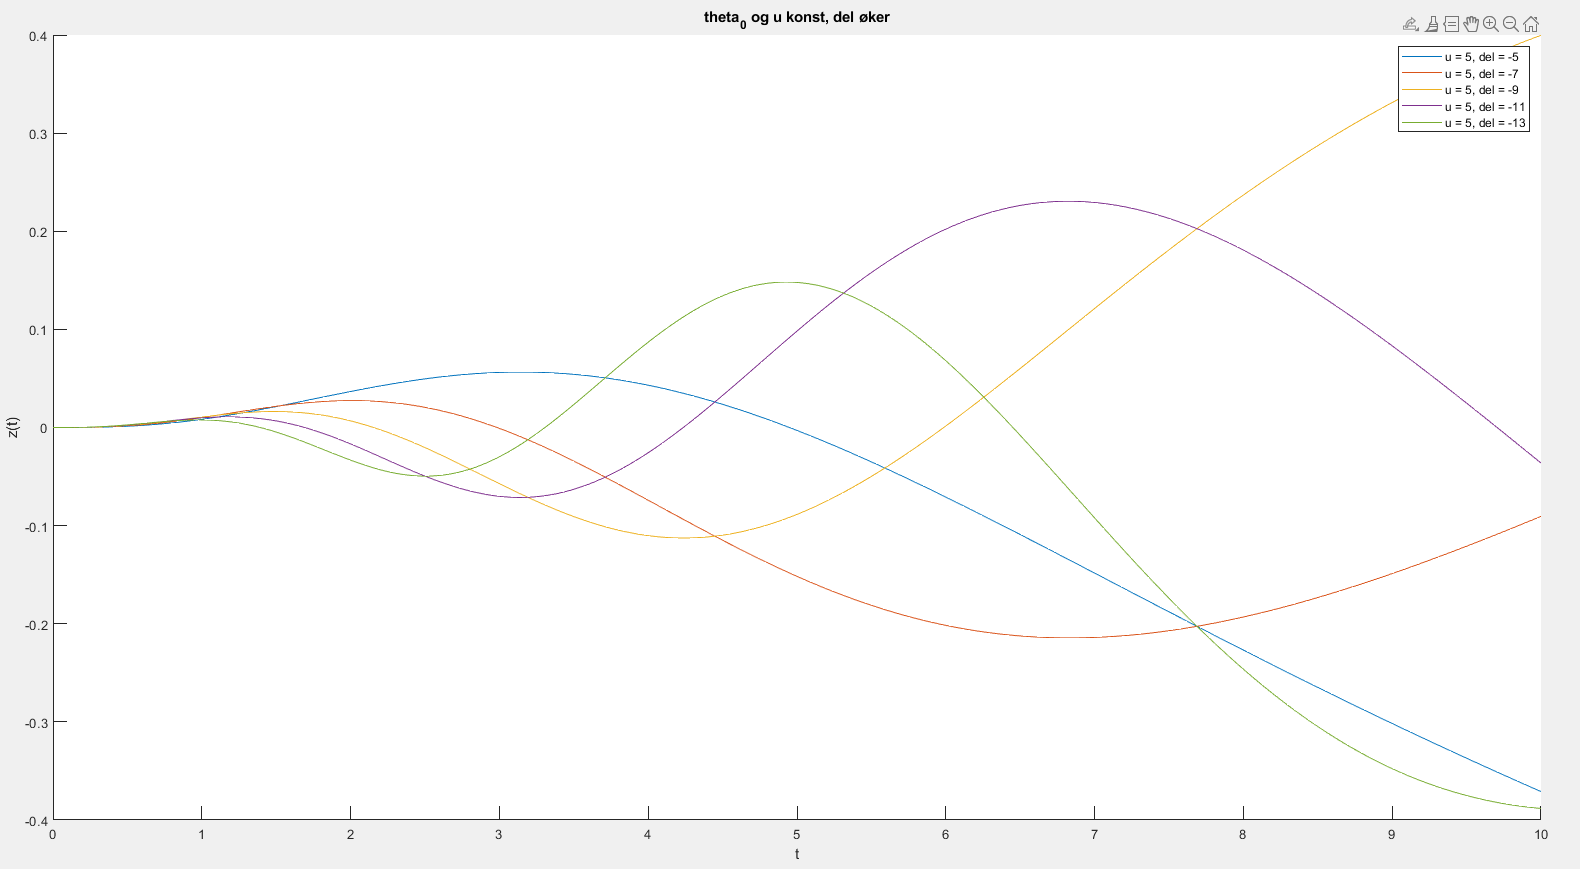 theta0 og u konst, del øker
0.4
0.3
0.2
0.1
0
-0.1
-0.2
-0.3
-0.4
z(t)
u = 5, del = -5
u = 5, del = -7
u = 5, del = -9
u = 5, del = -11
u = 5, del = -13
0 1 2 3 4 5 6 7 8 9 10
t